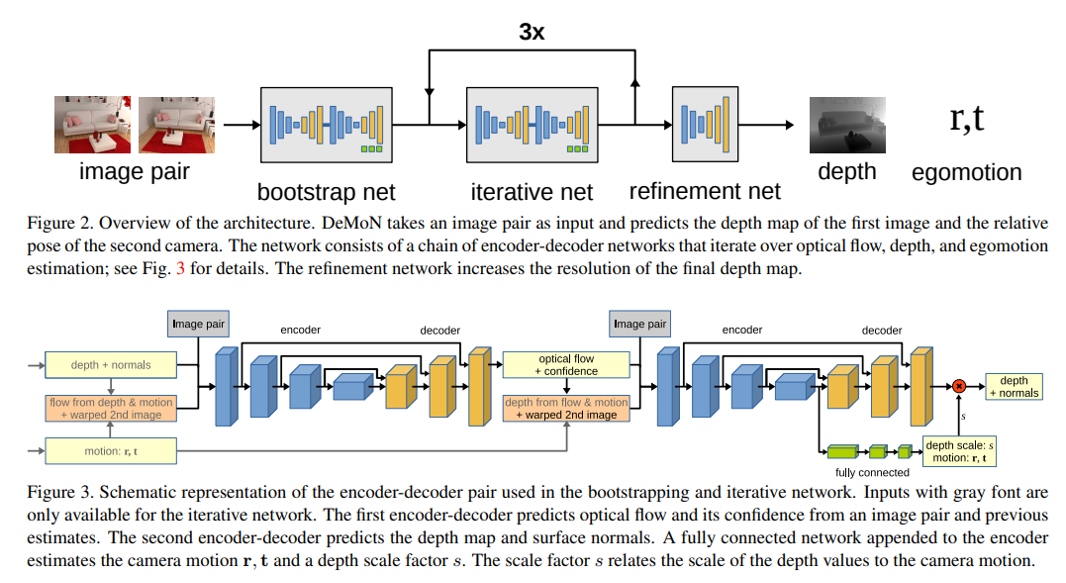 3x
image pair
bootstrap net
iterative net
refinement net
depth
r,t
egomotion
Figure 2. Overview of the architecture. DeMoN takes an image pair as input and predicts the depth map of the first image and the relative
pose of the second camera. The network consists of a chain of encoder-decoder networks that iterate over optical flow, depth, and egomotion
estimation; see Fig. 3 for details. The refinement network increases the resolution of the final depth map.
Image pair
encoder
decoder
depth + normals
flow from depth & motion
+ warped 2nd image
motion: r, t
optical flow
+ confidence
depth from flow & motion
+ warped 2nd image
Image pair
encoder
decoder
depth
+ normals
s
depth scale: s
motion: r, t
fully connected
Figure 3. Schematic representation of the encoder-decoder pair used in the bootstrapping and iterative network. Inputs with gray font are
only available for the iterative network. The first encoder-decoder predicts optical flow and its confidence from an image pair and previous
estimates. The second encoder-decoder predicts the depth map and surface normals. A fully connected network appended to the encoder
estimates the camera motion r, t and a depth scale factor s. The scale factor s relates the scale of the depth values to the camera motion.